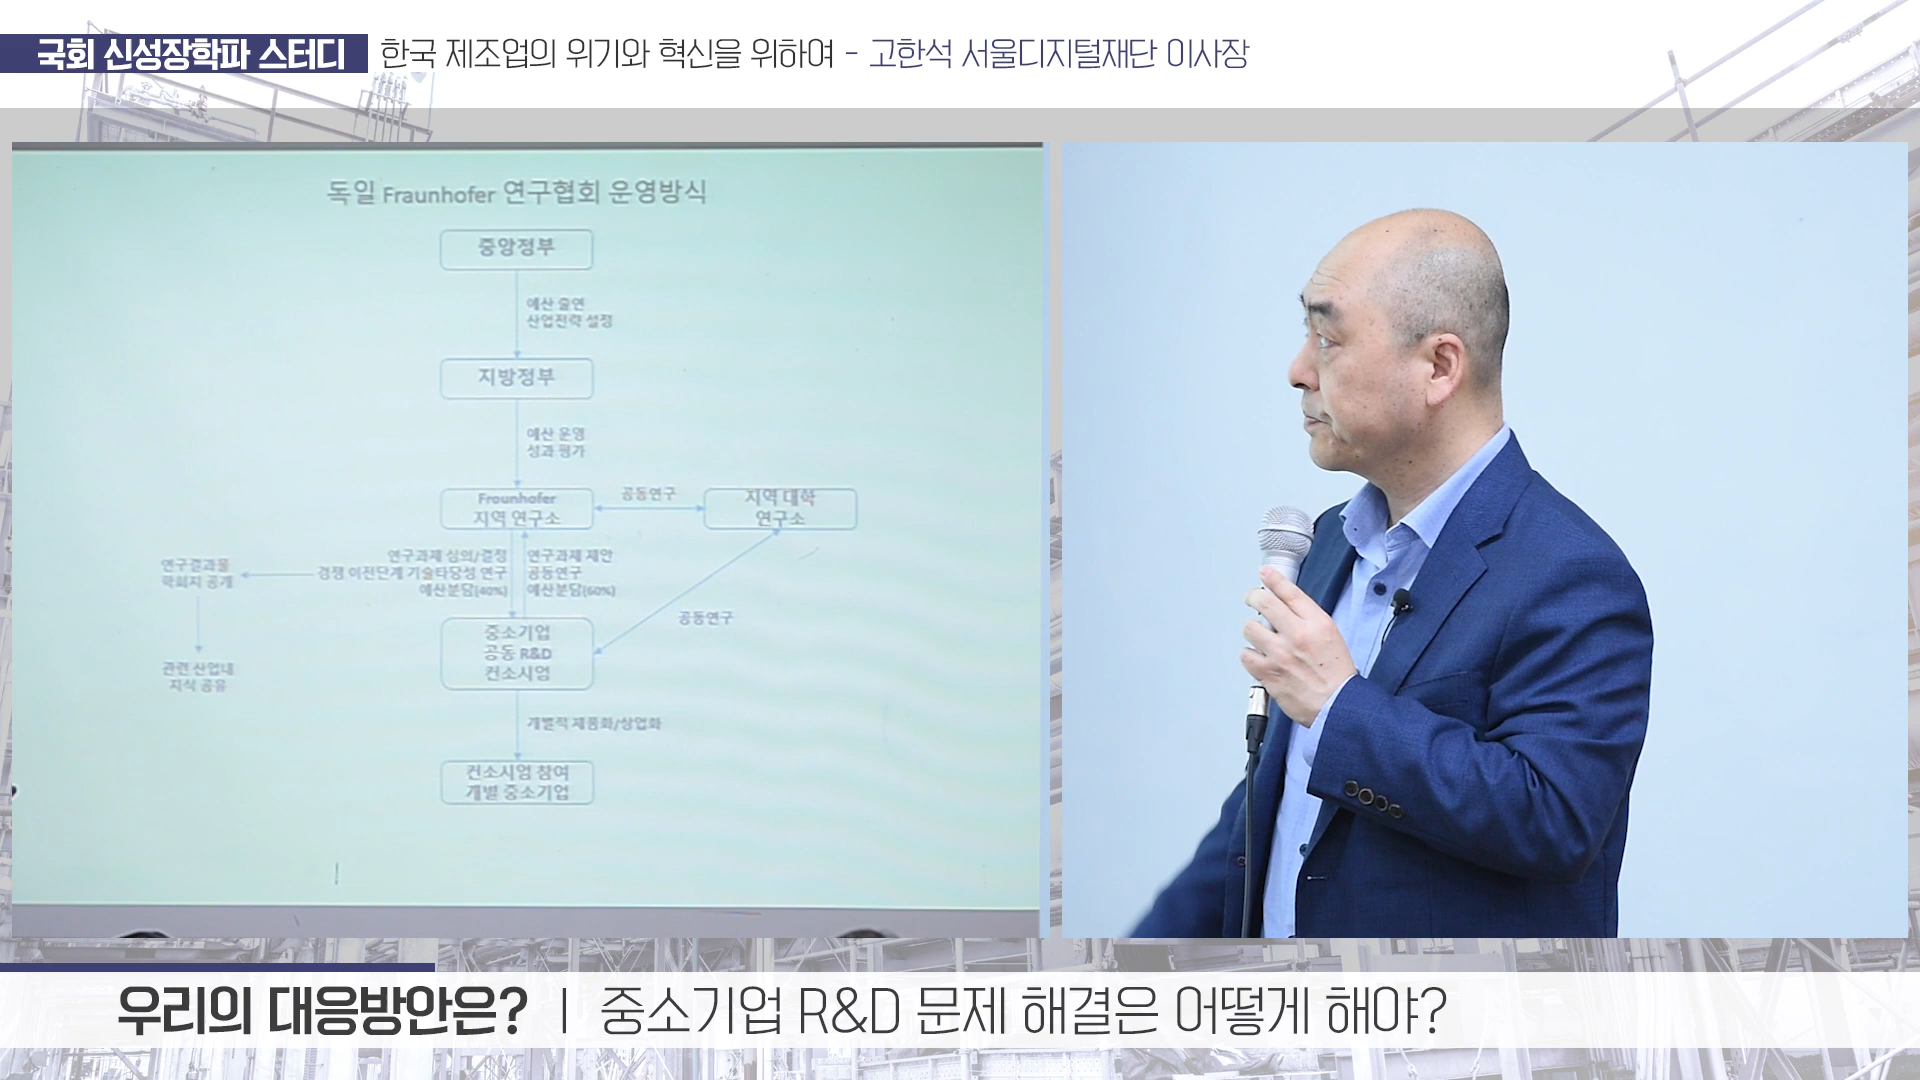 국회 신성장학파 스터디
한국 제조업의 위기와 혁신을 위하여 - 고한석 서울디지털재단 이사장
독일 Fraunhofer 연구협회 운영방식
중앙정부
예산 출연
산업전략 설정
지방정부
예산 운영
성과 평가
Fraunhofer
지역 연구소
공동연구
지역 대학
연구소
연구과제 심의/결정
경쟁 이전단계 기술타당성 연구
예산분담(40%)
연구과제 제안
공동연구
예산분담(60%)
연구결과물
학회지 공개
관련 산업내
지식 공유
공동연구
중소기업
공동 R&D
컨소시엄
개별적 제품화/상업화
컨소시엄 참여
개별 중소기업
우리의 대응방안은? | 중소기업 R&D 문제 해결은 어떻게 해야?